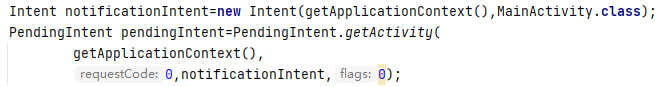 Intent notificationIntent=new Intent(getApplicationContext(),MainActivity.class);
PendingIntent pendingIntent=PendingIntent.getActivity(
getApplicationContext(),
requestCode: 0,notificationIntent, flags: 0);